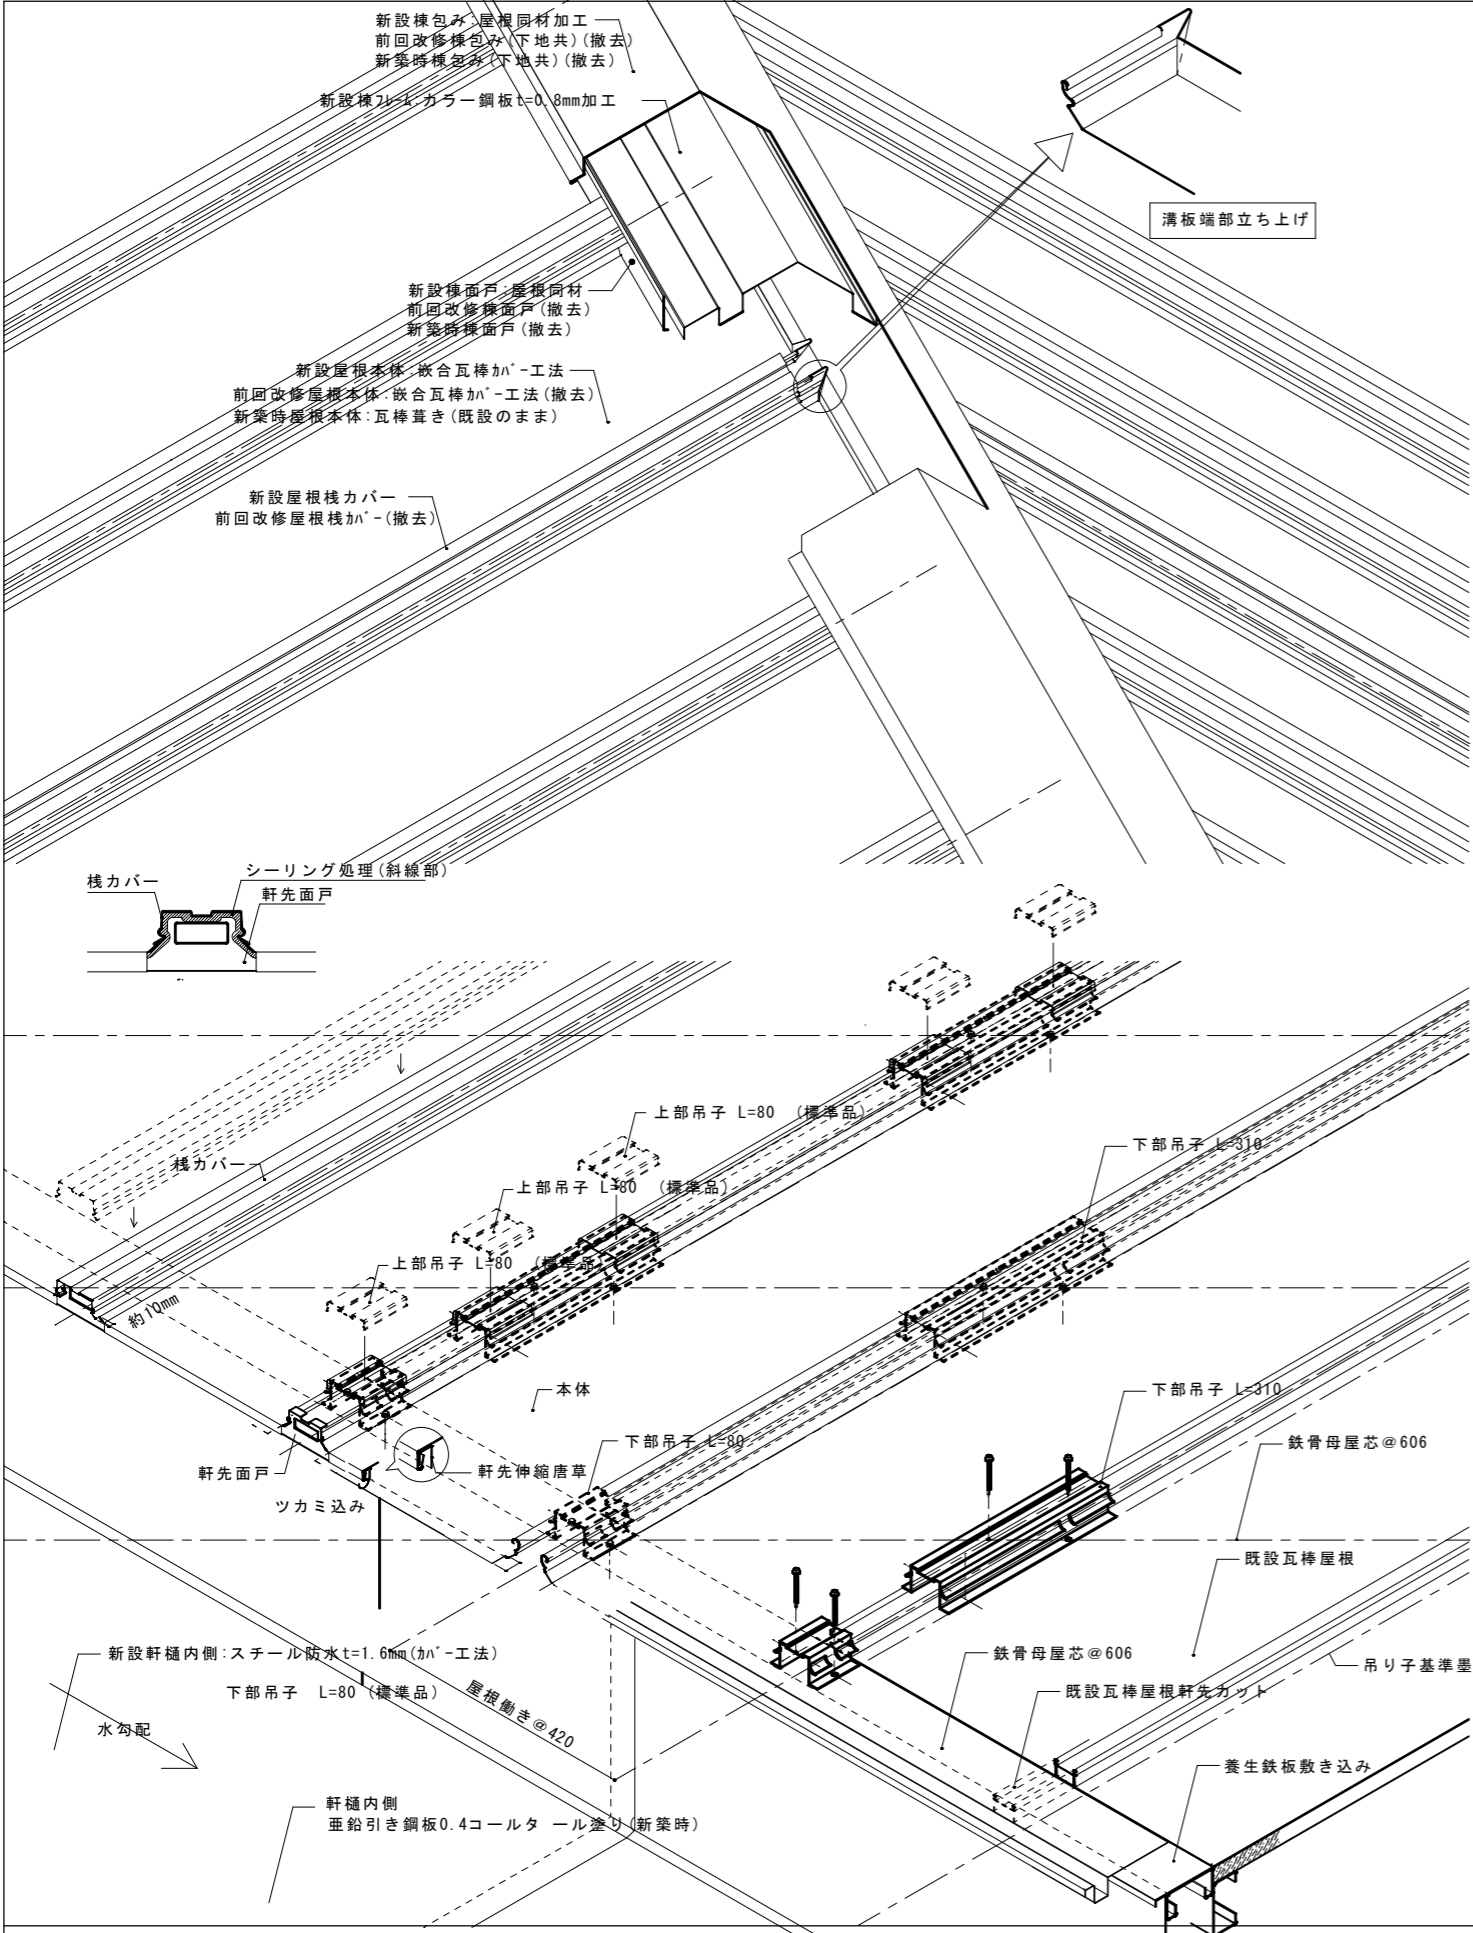 新設棟包み:屋根同材加工
前回改修棟包み(下地共)(撤去)
新築時棟包み(下地共)(撤去)
新設棟フレーム:カラー鋼板t=0.8mm加工
溝板端部立ち上げ
新設棟面戸:屋根同材
前回改修棟面戸(撤去)
新築時棟面戸(撤去)
新設屋根本体:嵌合瓦棒カバー工法
前回改修屋根本体:嵌合瓦棒カバー工法(撤去)
新築時屋根本体:瓦棒葺き(既設のまま)
新設屋根桟カバー
前回改修屋根桟カバー(撤去)
シーリング処理(斜線部)
桟カバー
軒先面戸
上部吊子 L=80 (標準品)
下部吊子 L=310
桟カバー
上部吊子 L=80 (標準品)
上部吊子 L=80 (標準品)
約10mm
本体
下部吊子 L=310
下部吊子 L=80
鉄骨母屋芯@606
軒先面戸
軒先伸縮唐草
ツカミ込み
既設瓦棒屋根
新設軒樋内側:スチール防水t=1.6mm(カバー工法)
鉄骨母屋芯@606
吊り子基準墨
下部吊子 L=80 (標準品)
既設瓦棒屋根軒先カット
屋根働き@420
水勾配
養生鉄板敷き込み
軒樋内側
亜鉛引き鋼板0.4コールタール塗り(新築時)